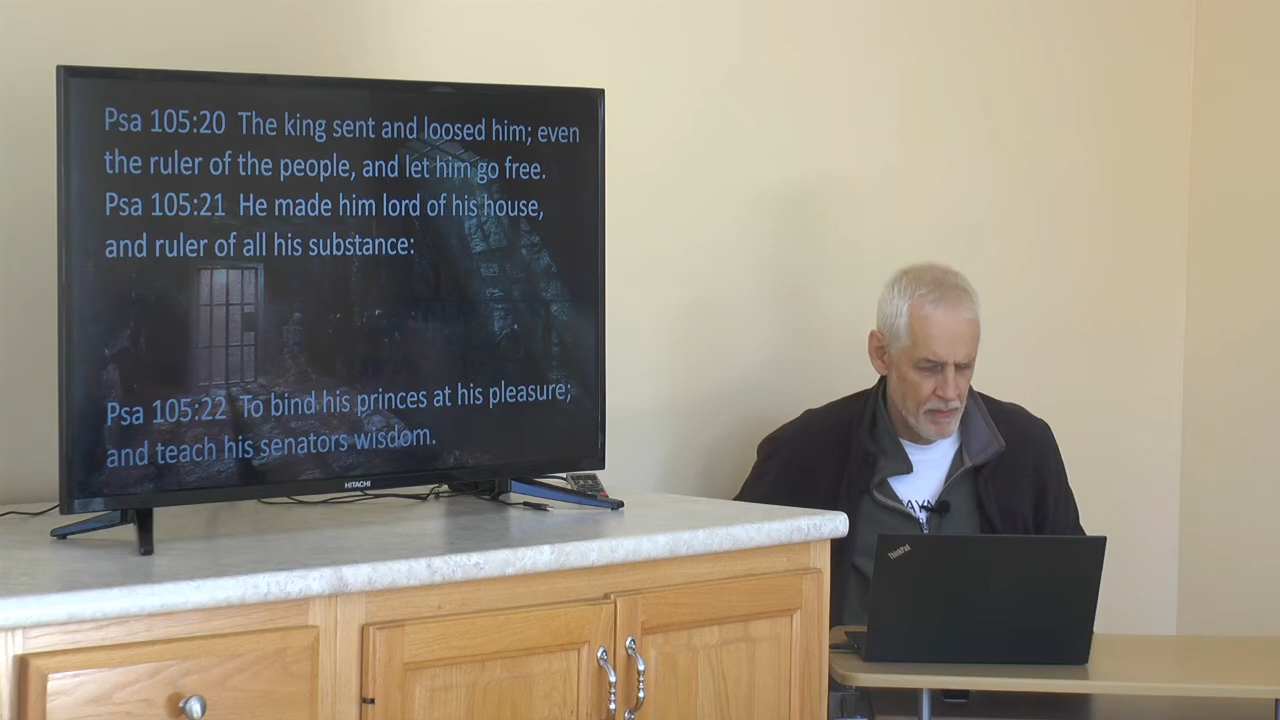 Psa 105:20 The king sent and loosed him; even
the ruler of the people, and let him go free.
Psa 105:21 He made him lord of his house,
and ruler of all his substance:
Psa 105:22 To bind his princes at his pleasure;
and teach his senators wisdom.
HITACHI
ThinkPad